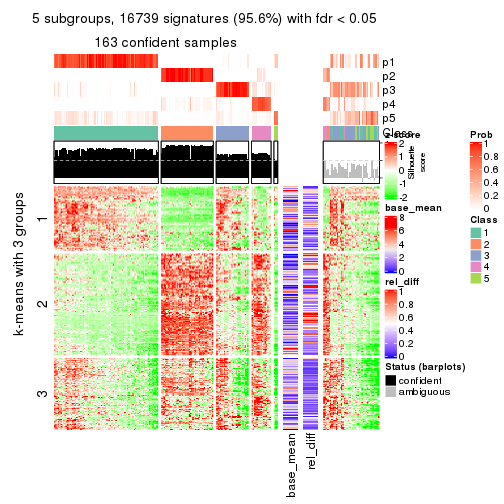 5 subgroups, 16739 signatures (95.6%) with fdr < 0.05
163 confident samples
p1
p2
p3
p4
p5
Class
z-score
2
1
0
-1
-2
Silhouette
score
base_mean
8
6
4
2
0
rel_diff
1
0.8
0.6
0.4
0.2
0
Status (barplots)
confident
ambiguous
Prob
1
0.8
0.6
0.4
0.2
0
Class
1
2
3
4
5
k-means with 3 groups
1
2
3
base_mean
rel_diff